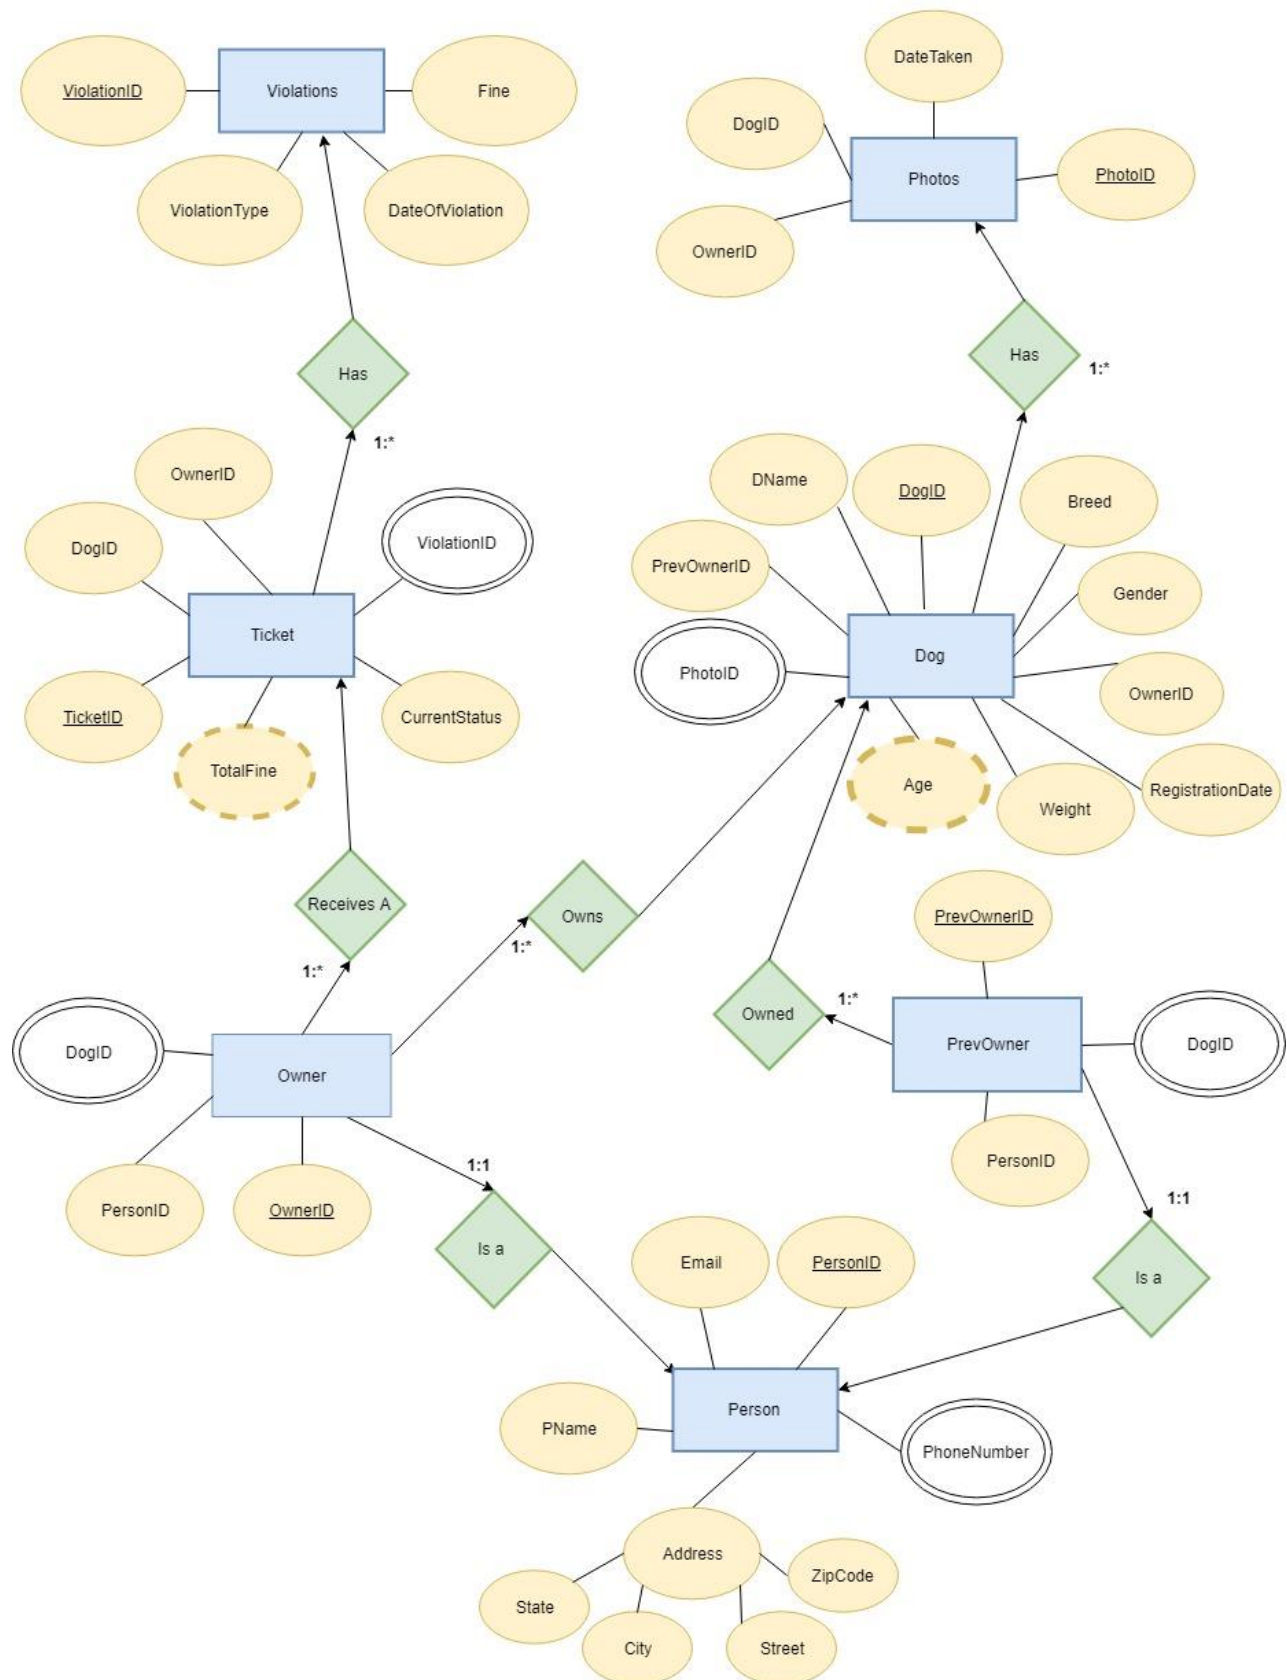 DateTaken
ViolationID
Violations
Fine
DogID
Photos
PhotoID
ViolationType
DateOfViolation
OwnerID
Has
Has
1:*
1:*
OwnerID
DName
DogID
Breed
DogID
ViolationID
PrevOwnerID
Gender
Ticket
Dog
PhotoID
OwnerID
TicketID
CurrentStatus
TotalFine
Age
Weight
RegistrationDate
Receives A
Owns
PrevOwnerID
1:*
1:*
1:*
Owned
PrevOwner
DogID
DogID
Owner
PersonID
1:1
1:1
PersonID
OwnerID
Is a
Email
PersonID
Is a
PName
Person
PhoneNumber
Address
ZipCode
State
City
Street